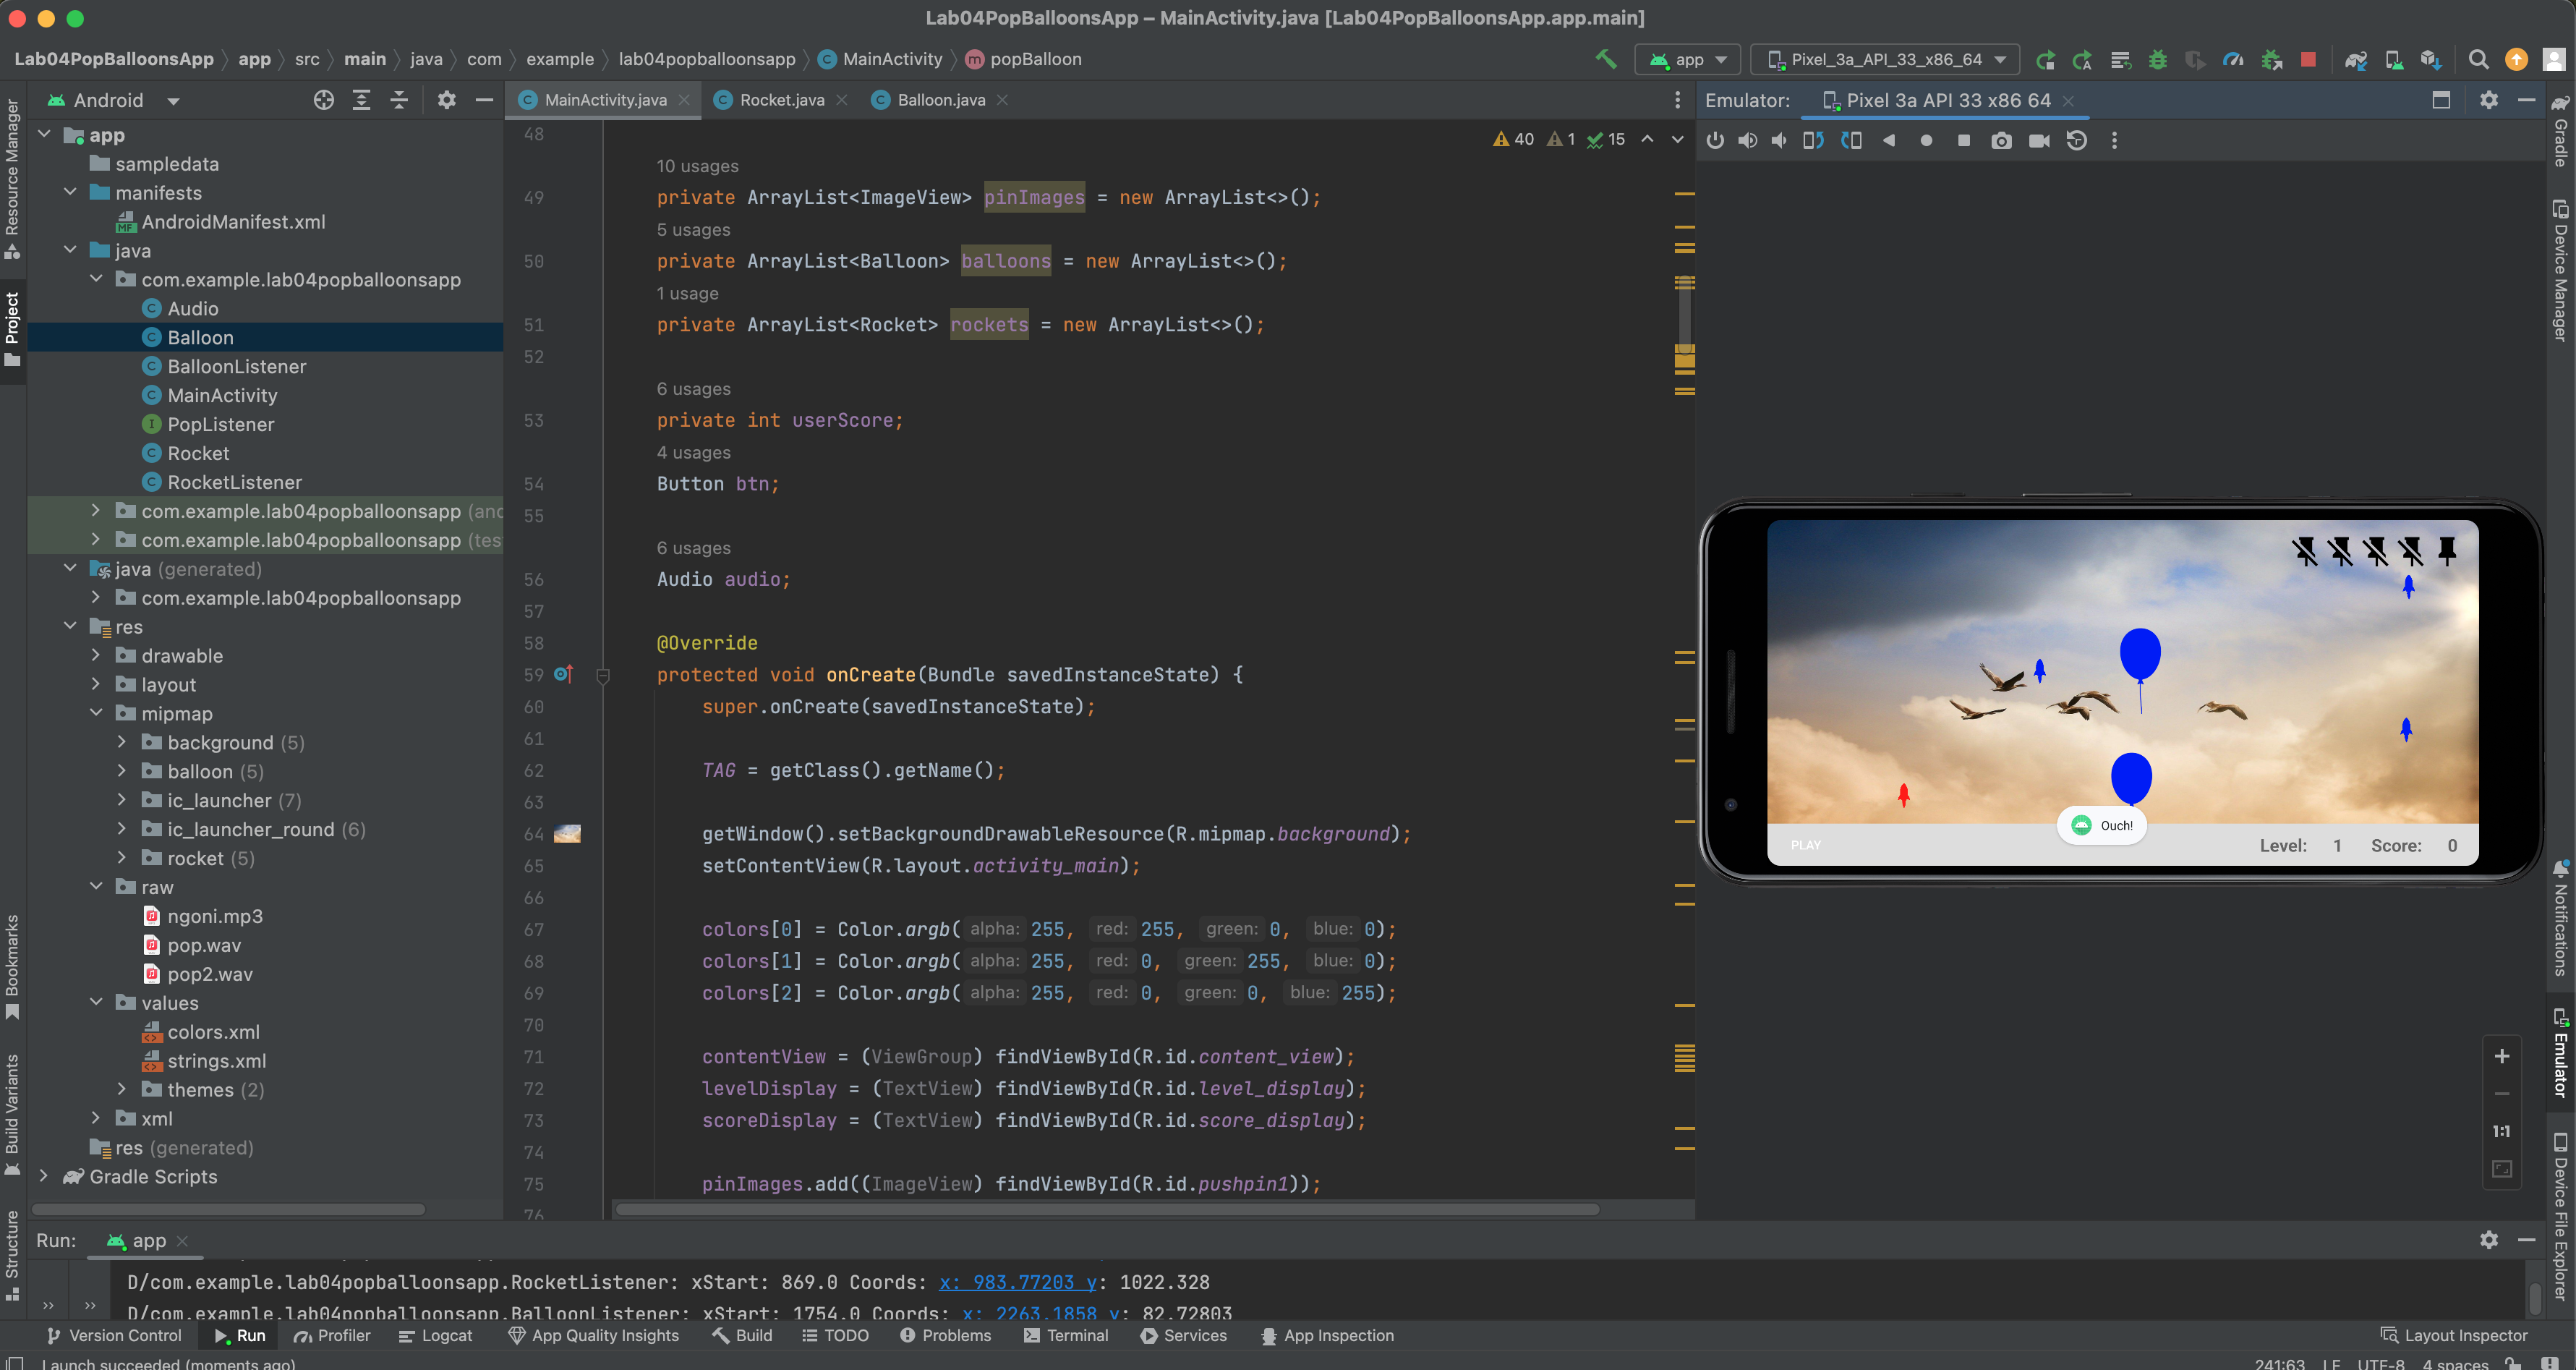 Lab04PopBalloonsApp – MainActivity.java [Lab04PopBalloonsApp.app.main]
Lab04PopBalloonsApp app src main java com example lab04popballoonsapp MainActivity popBalloon
app Pixel_3a_API_33_x86_64
Android
MainActivity.java Rocket.java Balloon.java
Emulator: Pixel 3a API 33 x86 64
40 1 15
Resource Manager
Project
Bookmarks
Build Variants
Structure
app
sampledata
manifests
AndroidManifest.xml
java
com.example.lab04popballoonsapp
Audio
Balloon
BalloonListener
MainActivity
PopListener
Rocket
RocketListener
com.example.lab04popballoonsapp (and
com.example.lab04popballoonsapp (tes
java (generated)
com.example.lab04popballoonsapp
res
drawable
layout
mipmap
background (5)
balloon (5)
ic_launcher (7)
ic_launcher_round (6)
rocket (5)
raw
ngoni.mp3
pop.wav
pop2.wav
values
colors.xml
strings.xml
themes (2)
xml
res (generated)
Gradle Scripts
48
10 usages
49 private ArrayList<ImageView> pinImages = new ArrayList<>();
5 usages
50 private ArrayList<Balloon> balloons = new ArrayList<>();
1 usage
51 private ArrayList<Rocket> rockets = new ArrayList<>();
52
6 usages
53 private int userScore;
4 usages
54 Button btn;
55
6 usages
56 Audio audio;
57
58 @Override
59 protected void onCreate(Bundle savedInstanceState) {
60 super.onCreate(savedInstanceState);
61
62 TAG = getClass().getName();
63
64 getWindow().setBackgroundDrawableResource(R.mipmap.background);
65 setContentView(R.layout.activity_main);
66
67 colors[0] = Color.argb( alpha: 255, red: 255, green: 0, blue: 0);
68 colors[1] = Color.argb( alpha: 255, red: 0, green: 255, blue: 0);
69 colors[2] = Color.argb( alpha: 255, red: 0, green: 0, blue: 255);
70
71 contentView = (ViewGroup) findViewById(R.id.content_view);
72 levelDisplay = (TextView) findViewById(R.id.level_display);
73 scoreDisplay = (TextView) findViewById(R.id.score_display);
74
75 pinImages.add((ImageView) findViewById(R.id.pushpin1));
76
Ouch!
PLAY Level: 1 Score: 0
1:1
Gradle
Device Manager
Notifications
Emulator
Device File Explorer
Run: app
D/com.example.lab04popballoonsapp.RocketListener: xStart: 869.0 Coords: x: 983.77203 y: 1022.328
D/com.example.lab04popballoonsapp.BalloonListener: xStart: 1754.0 Coords: x: 2263.1858 y: 82.72803
Version Control Run Profiler Logcat App Quality Insights Build TODO Problems Terminal Services App Inspection Layout Inspector
Launch succeeded (moments ago) 241:63 LF UTF-8 4 spaces